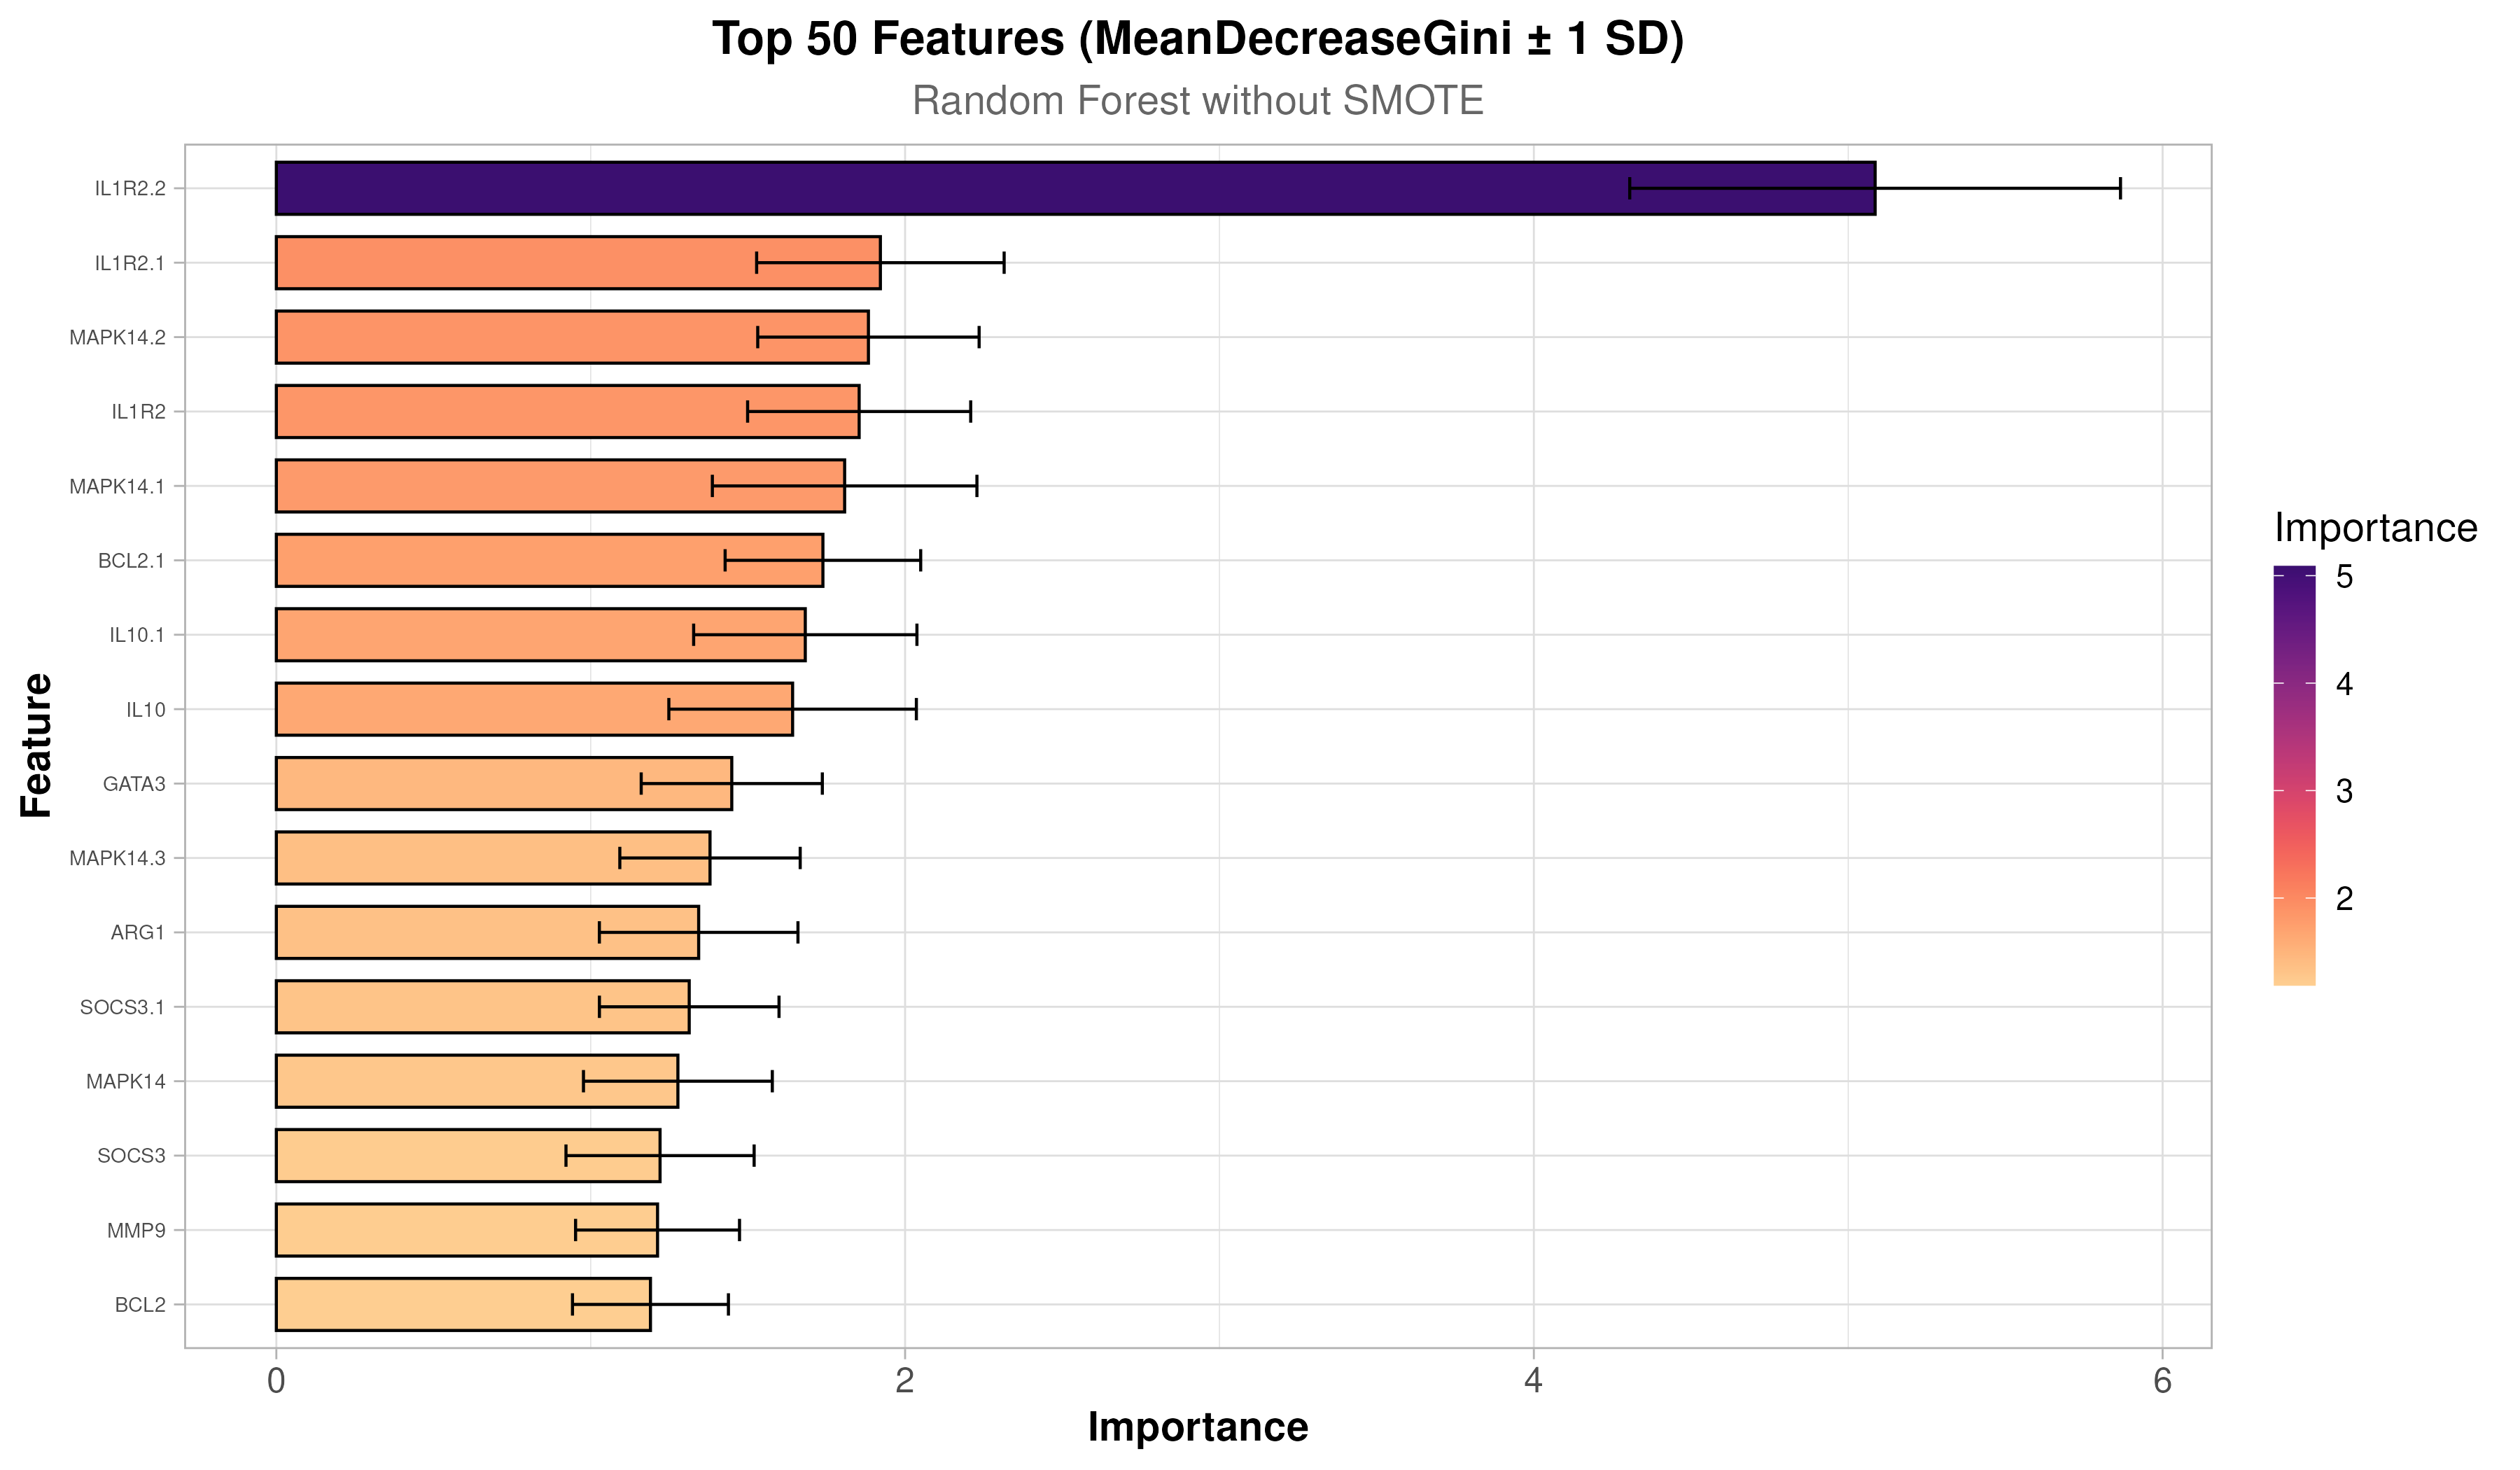 Top 50 Features (MeanDecreaseGini ± 1 SD)
Random Forest without SMOTE
Feature
IL1R2.2
IL1R2.1
MAPK14.2
IL1R2
MAPK14.1
BCL2.1
IL10.1
IL10
GATA3
MAPK14.3
ARG1
SOCS3.1
MAPK14
SOCS3
MMP9
BCL2
0 2 4 6
Importance
Importance
5
4
3
2